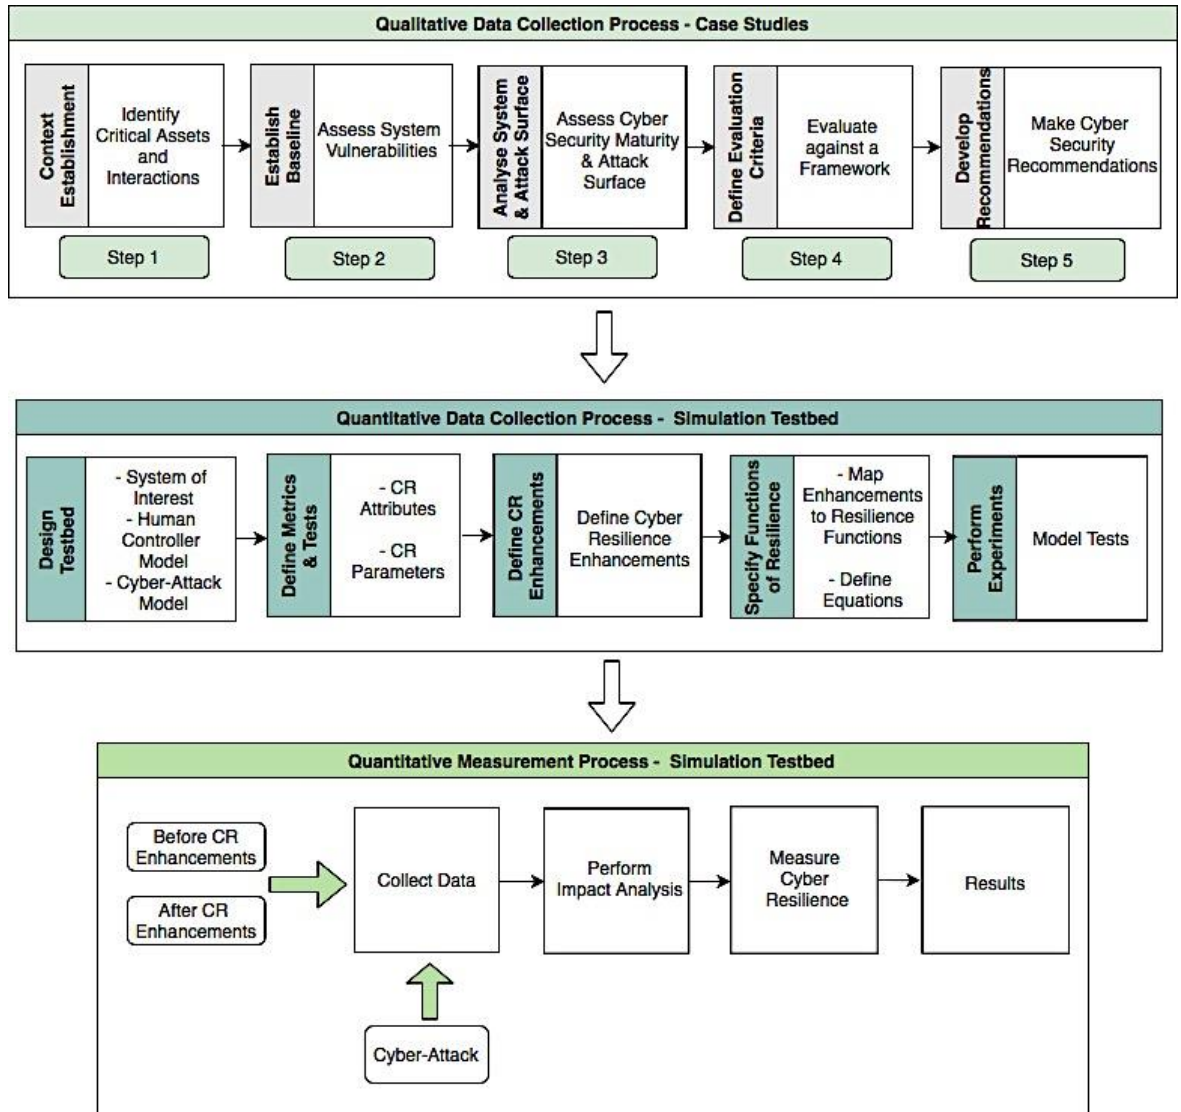 Qualitative Data Collection Process - Case Studies
Context
Establishment
Identify
Critical Assets
and
Interactions
Establish
Baseline
Assess System
Vulnerabilities
Analyse System
& Attack Surface
Assess Cyber
Security Maturity
& Attack
Surface
Define Evaluation
Criteria
Evaluate
against a
Framework
Develop
Recommendations
Make Cyber
Security
Recommendations
Step 1
Step 2
Step 3
Step 4
Step 5
Quantitative Data Collection Process - Simulation Testbed
Design
Testbed
- System of
Interest
- Human
Controller
Model
- Cyber-Attack
Model
Define Metrics
& Tests
- CR
Attributes
- CR
Parameters
Define CR
Enhancements
Define Cyber
Resilience
Enhancements
Specify Functions
of Resilience
- Map
Enhancements
to Resilience
Functions
- Define
Equations
Perform
Experiments
Model Tests
Quantitative Measurement Process - Simulation Testbed
Before CR
Enhancements
After CR
Enhancements
Collect Data
Perform
Impact Analysis
Measure
Cyber
Resilience
Results
Cyber-Attack